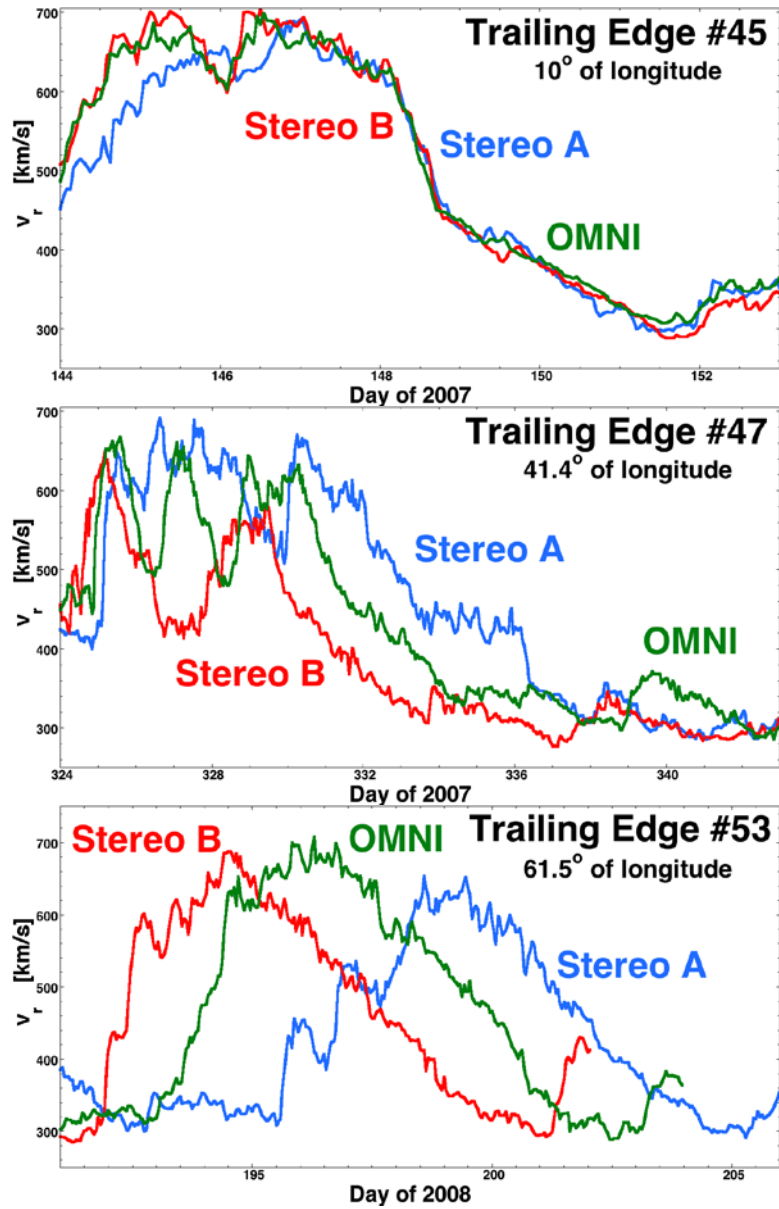 Trailing Edge #45
10° of longitude
Stereo B
Stereo A
OMNI
vr [km/s]
700
600
500
400
300
144
146
148
150
152
Day of 2007
Trailing Edge #47
41.4° of longitude
Stereo A
OMNI
Stereo B
vr [km/s]
700
600
500
400
300
324
328
332
336
340
Day of 2007
Stereo B
OMNI
Trailing Edge #53
61.5° of longitude
Stereo A
vr [km/s]
700
600
500
400
300
195
200
205
Day of 2008